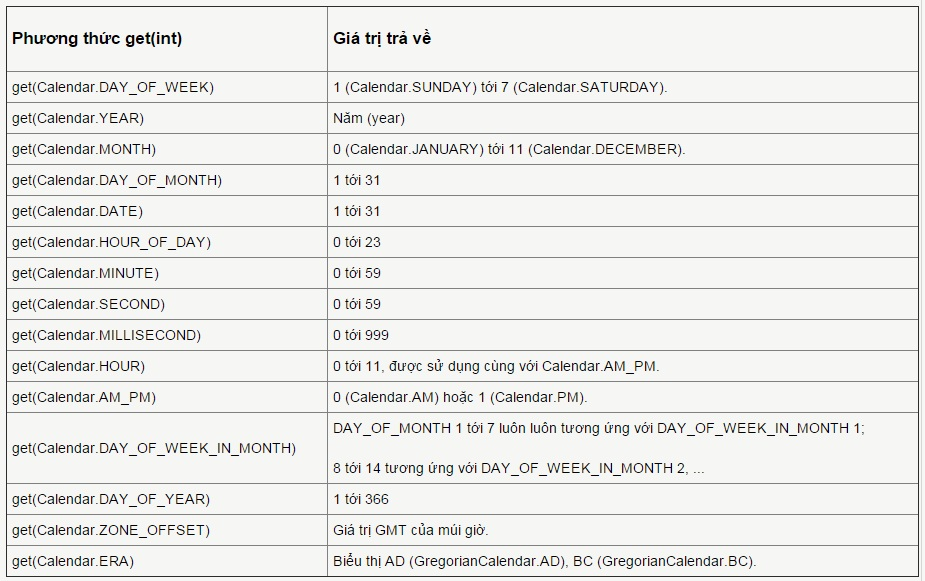 Phương thức get(int) Giá trị trả về
get(Calendar.DAY_OF_WEEK) 1 (Calendar.SUNDAY) tới 7 (Calendar.SATURDAY).
get(Calendar.YEAR) Năm (year)
get(Calendar.MONTH) 0 (Calendar.JANUARY) tới 11 (Calendar.DECEMBER).
get(Calendar.DAY_OF_MONTH) 1 tới 31
get(Calendar.DATE) 1 tới 31
get(Calendar.HOUR_OF_DAY) 0 tới 23
get(Calendar.MINUTE) 0 tới 59
get(Calendar.SECOND) 0 tới 59
get(Calendar.MILLISECOND) 0 tới 999
get(Calendar.HOUR) 0 tới 11, được sử dụng cùng với Calendar.AM_PM.
get(Calendar.AM_PM) 0 (Calendar.AM) hoặc 1 (Calendar.PM).
get(Calendar.DAY_OF_WEEK_IN_MONTH) DAY_OF_MONTH 1 tới 7 luôn luôn tương ứng với DAY_OF_WEEK_IN_MONTH 1;
8 tới 14 tương ứng với DAY_OF_WEEK_IN_MONTH 2, ...
get(Calendar.DAY_OF_YEAR) 1 tới 366
get(Calendar.ZONE_OFFSET) Giá trị GMT của múi giờ.
get(Calendar.ERA) Biểu thị AD (GregorianCalendar.AD), BC (GregorianCalendar.BC).